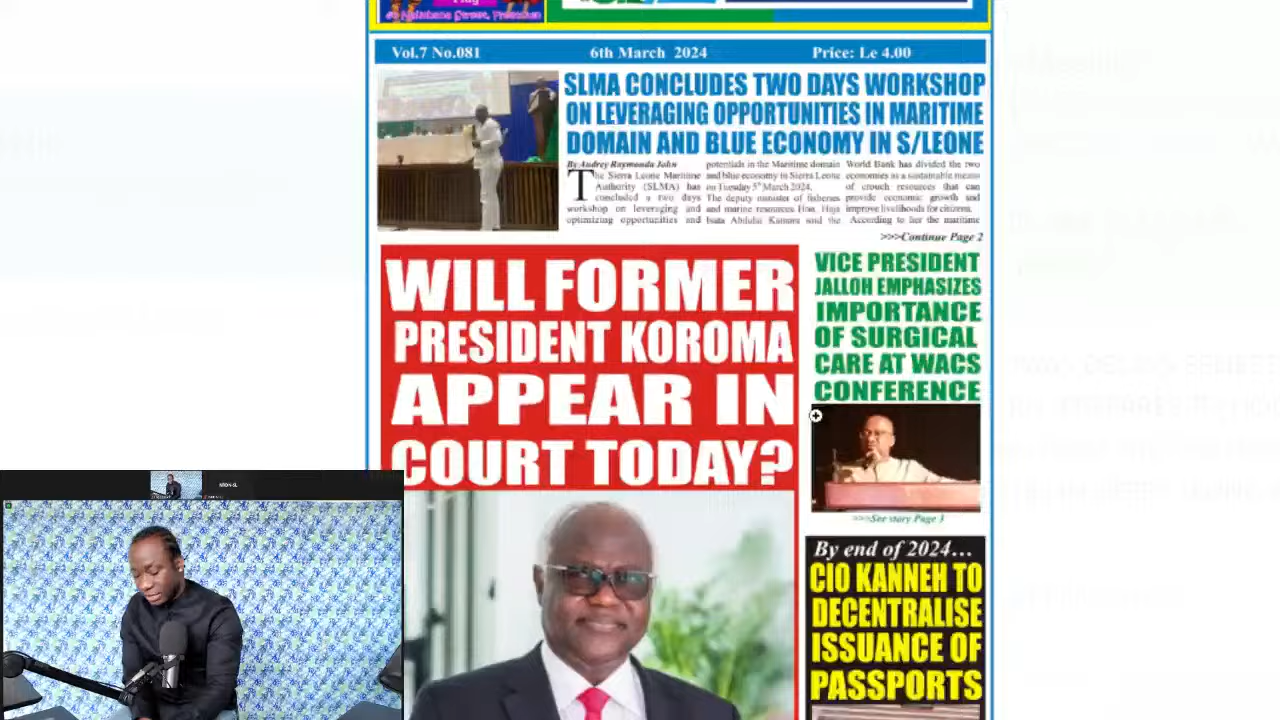 Vol.7 No.081
6th March 2024
Price: Le 4.00
SLMA CONCLUDES TWO DAYS WORKSHOP
ON LEVERAGING OPPORTUNITIES IN MARITIME
DOMAIN AND BLUE ECONOMY IN S/LEONE
By Audrey Raymonda John
The Sierra Leone Maritime
Authority (SLMA) has
concluded a two days
workshop on leveraging and
optimizing opportunities and
potentials in the Maritime domain
and blue economy in Sierra Leone
on Tuesday 5th March 2024.
The deputy minister of fisheries
and marine resources Hon. Haja
Isata Abdulai Kamara said the
World Bank has divided the two
economies as a sustainable means
of crouch resources that can
provide economic growth and
improve livelihoods for citizens.
According to her the maritime
>>>Continue Page 2
WILL FORMER
PRESIDENT KOROMA
APPEAR IN
COURT TODAY?
VICE PRESIDENT
JALLOH EMPHASIZES
IMPORTANCE
OF SURGICAL
CARE AT WACS
CONFERENCE
>>>See story Page 3
By end of 2024...
CIO KANNEH TO
DECENTRALISE
ISSUANCE OF
PASSPORTS